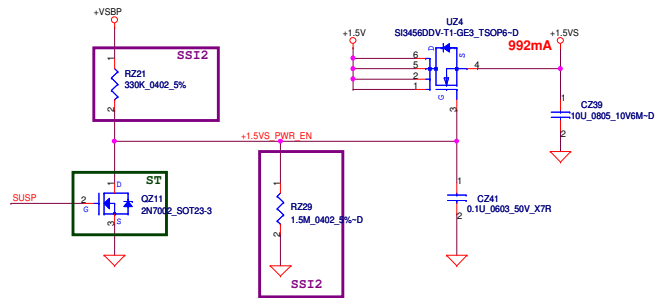 +VSBP
SSI2
1
RZ21
330K_0402_5%
2
+1.5V
UZ4
SI3456DDV-T1-GE3_TSOP6~D
992mA
+1.5VS
D
S
6
5
2
1
4
G
3
1
CZ39
10U_0805_10V6M~D
2
+1.5VS_PWR_EN
ST
SUSP
2
G
1
D
QZ11
2N7002_SOT23-3
3
S
1
RZ29
1.5M_0402_5%~D
2
SSI2
1
CZ41
0.1U_0603_50V_X7R
2